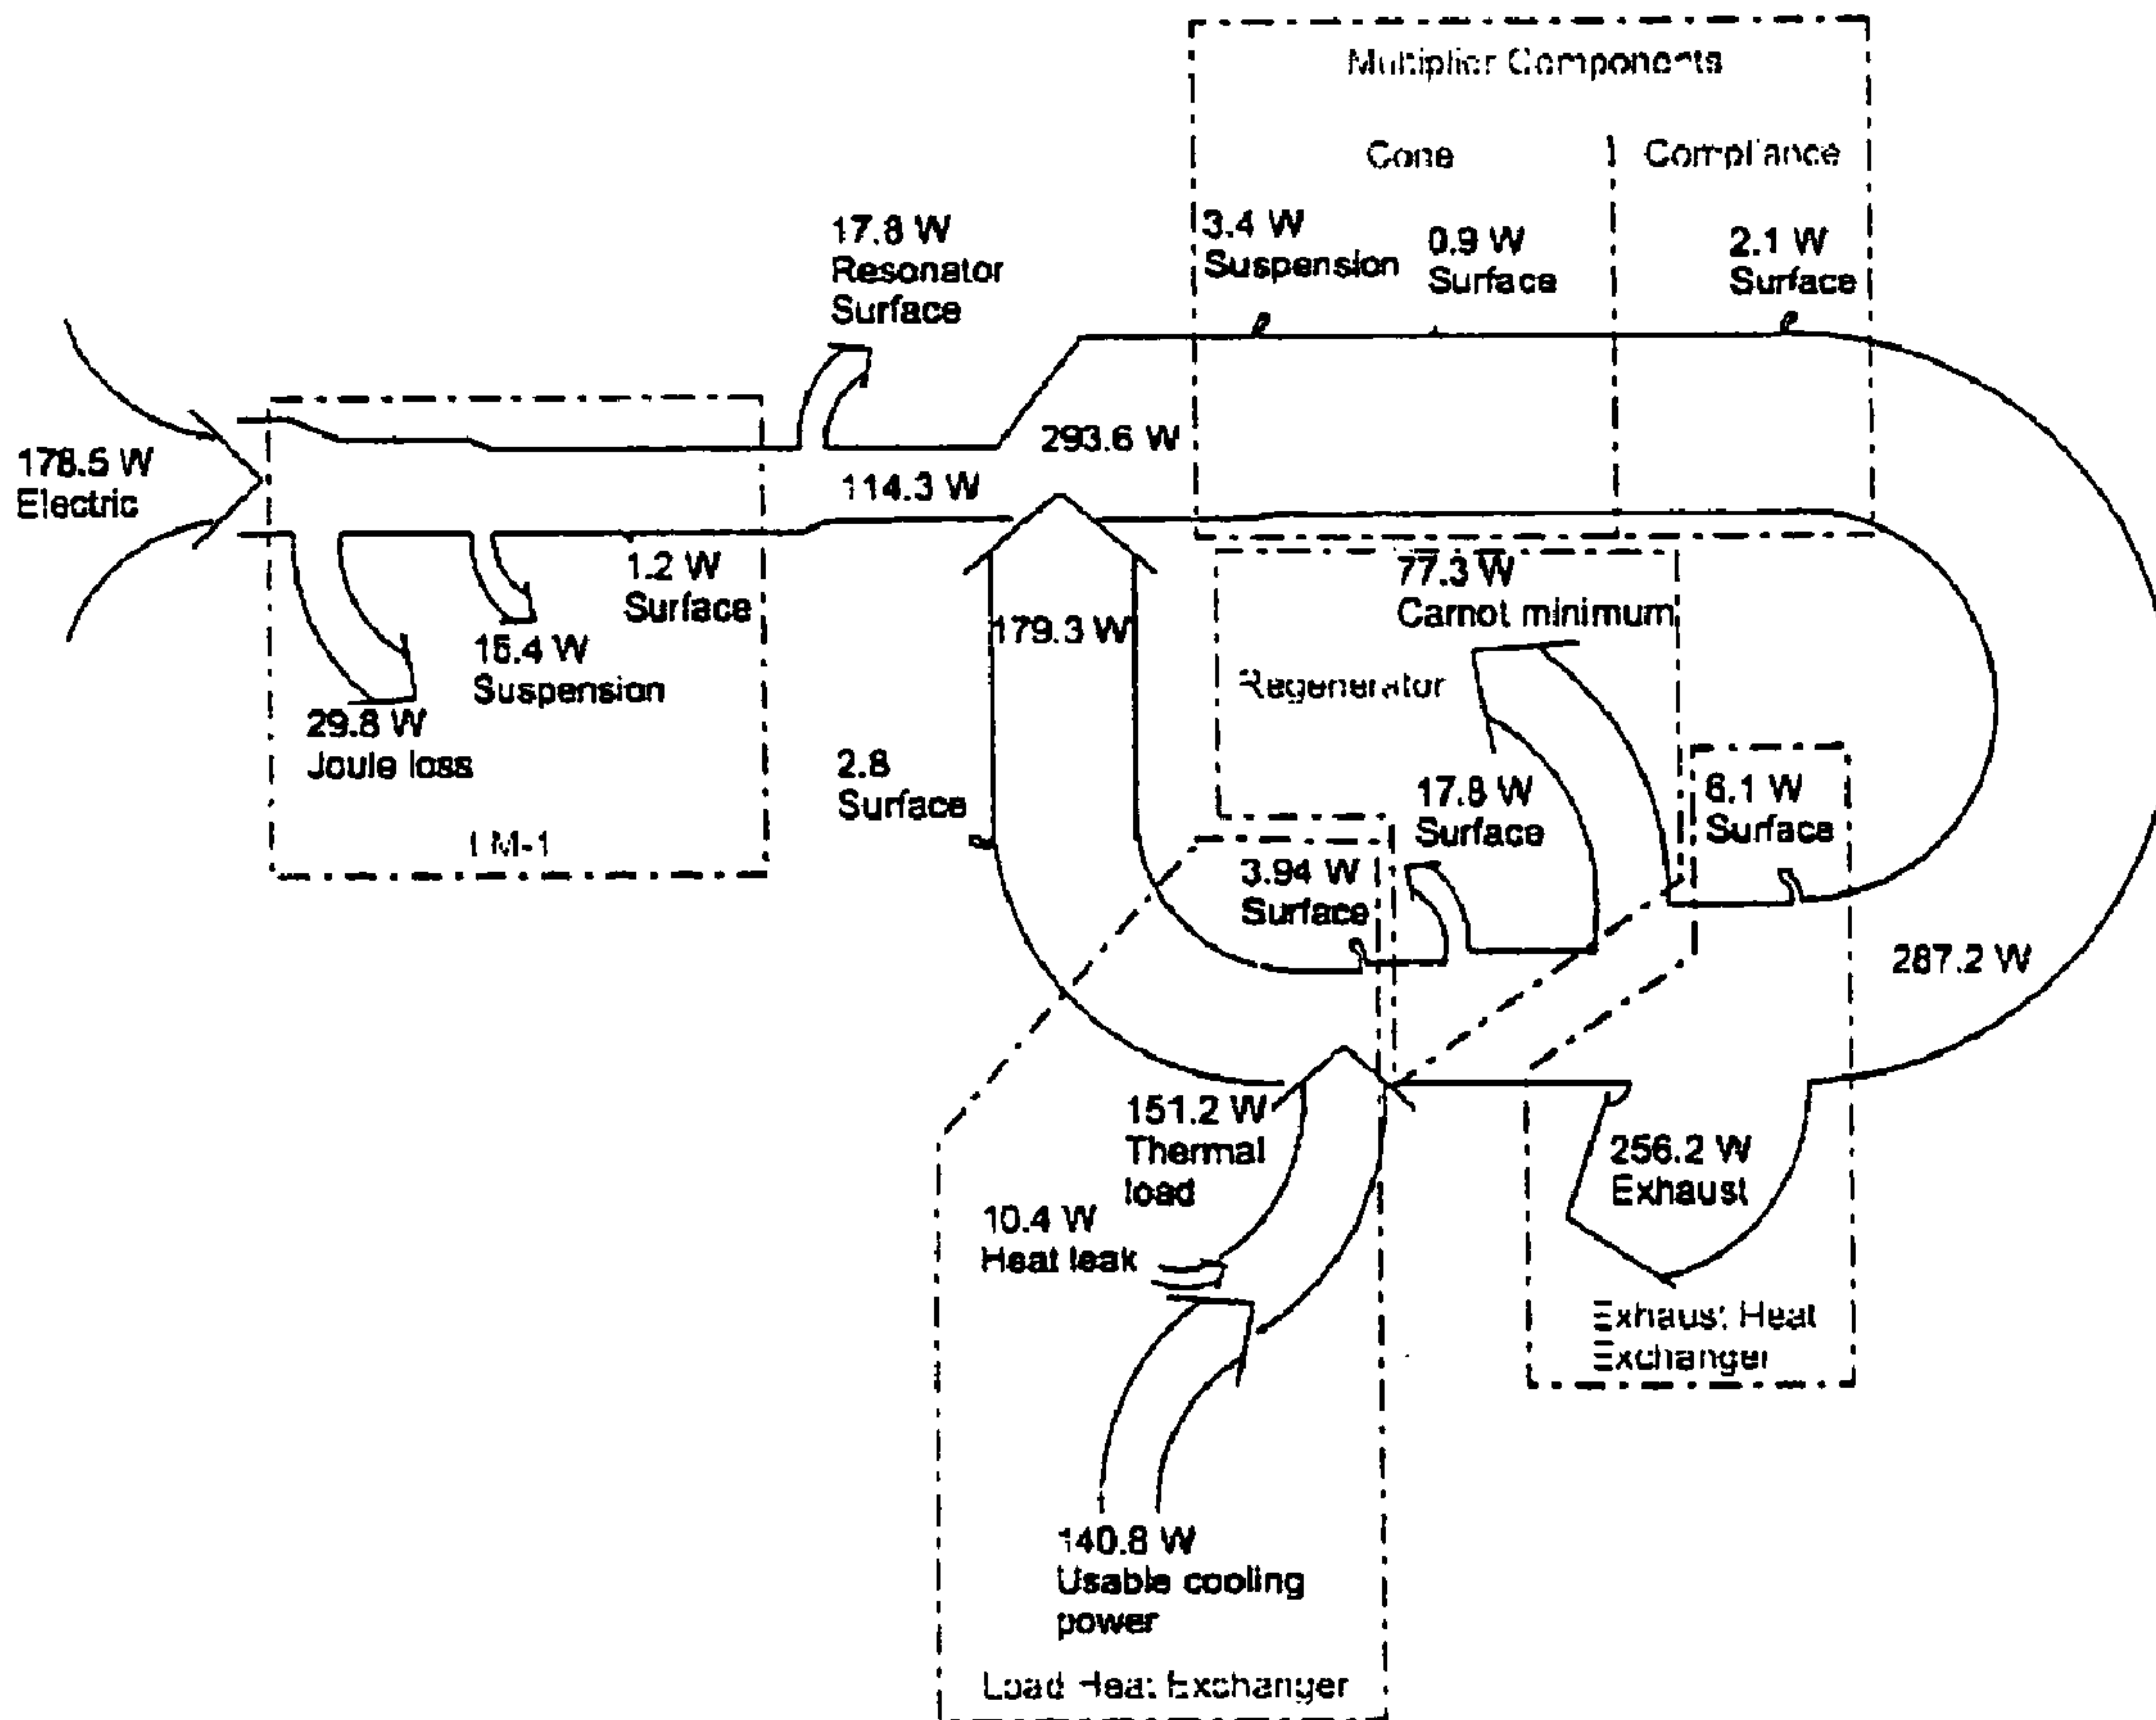 Multiplier Components
Cone
Compliance
3.4 W
Suspension
0.9 W
Surface
2.1 W
Surface
17.8 W
Resonator
Surface
178.5 W
Electric
293.6 W
114.3 W
1.2 W
Surface
15.4 W
Suspension
29.8 W
Joule loss
LM-1
179.3 W
77.3 W
Carnot minimum
Regenerator
2.8
Surface
17.8 W
Surface
6.1 W
Surface
3.94 W
Surface
287.2 W
151.2 W
Thermal
load
256.2 W
Exhaust
10.4 W
Heat leak
Exhaust Heat
Exchanger
140.8 W
Usable cooling
power
Load Heat Exchanger